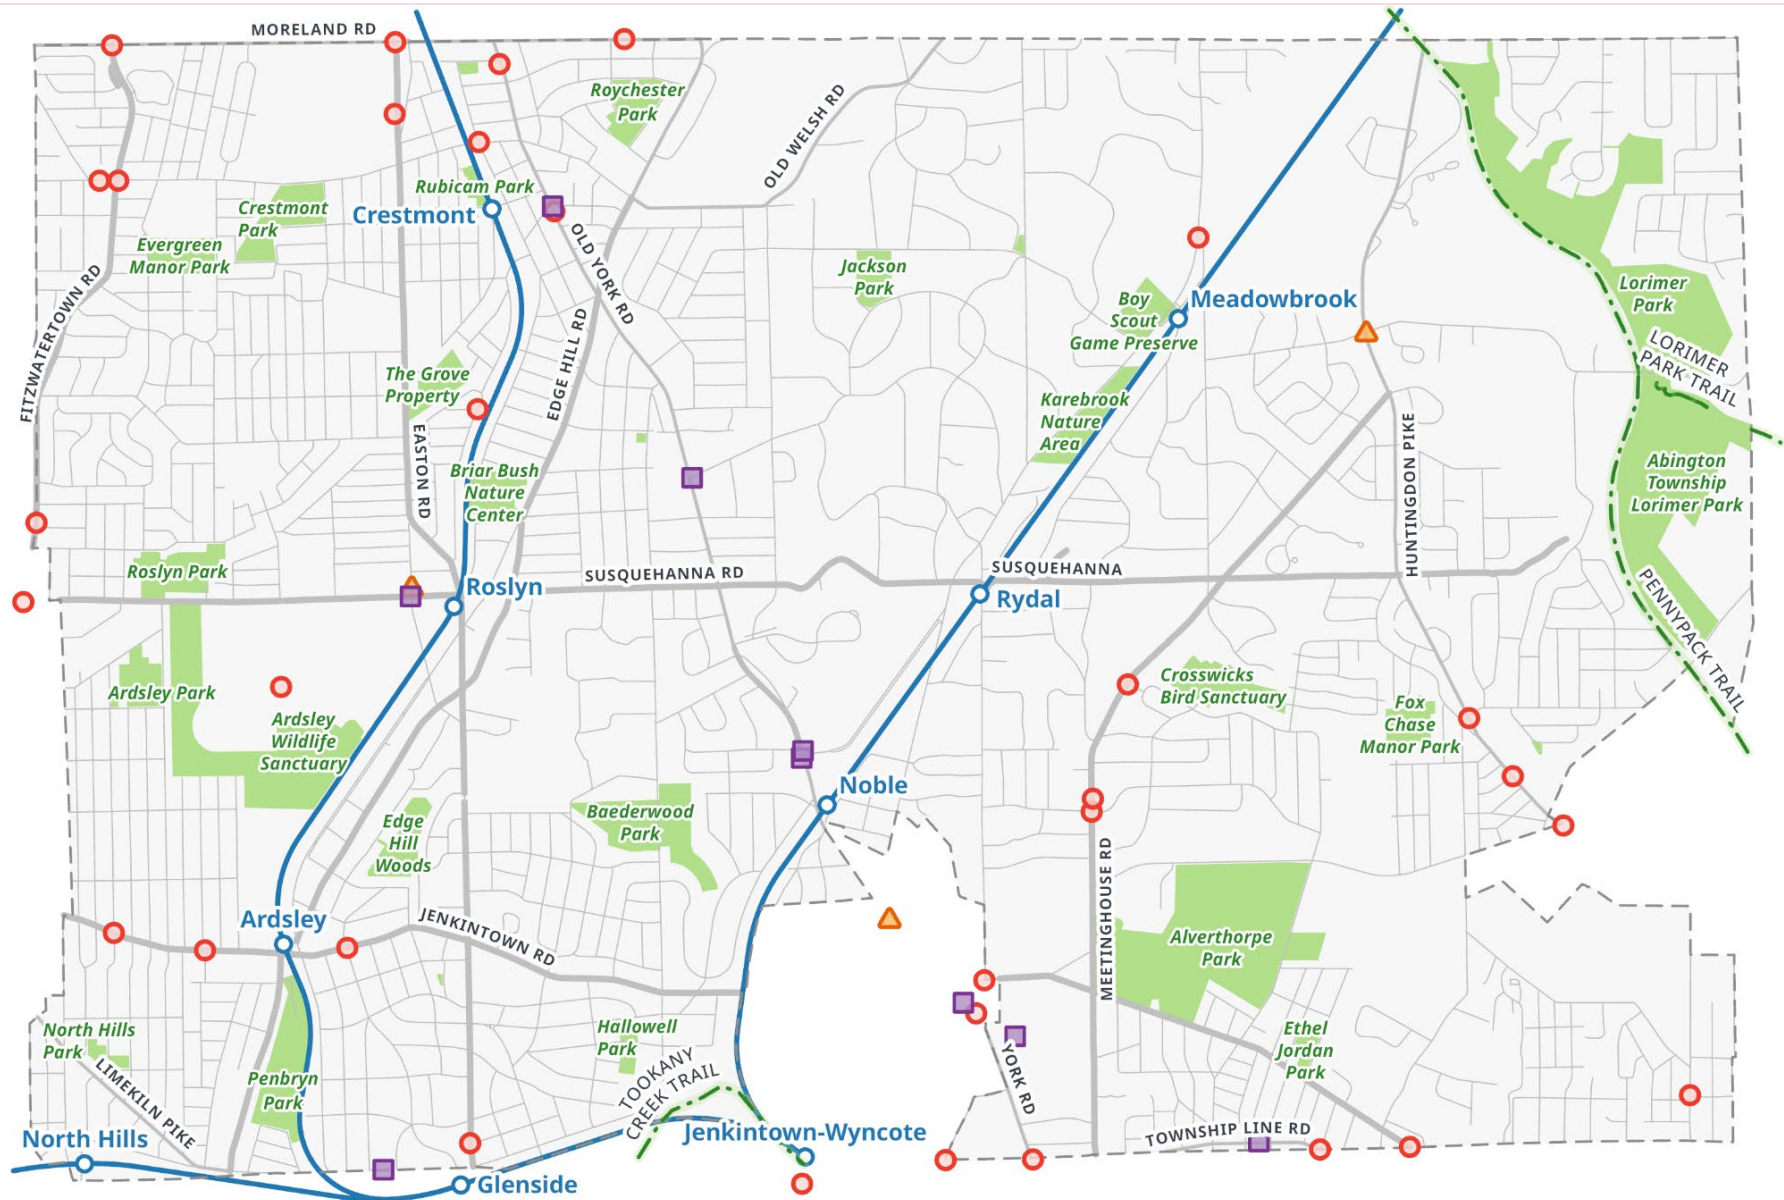 MORELAND RD
Roychester
Park
OLD WELSH RD
Rubicam Park
Crestmont
Crestmont
Park
Evergreen
Manor Park
OLD YORK RD
FITZWATERTOWN RD
Jackson
Park
Boy
Scout
Game Preserve
Meadowbrook
Lorimer
Park
LORIMER
PARK TRAIL
EDGE HILL RD
The Grove
Property
Karebrook
Nature
Area
EASTON RD
HUNTINGDON PIKE
Briar Bush
Nature
Center
Abington
Township
Lorimer Park
Roslyn Park
Roslyn
SUSQUEHANNA RD
SUSQUEHANNA
Rydal
PENNYPACK TRAIL
Ardsley Park
Ardsley
Wildlife
Sanctuary
Crosswicks
Bird Sanctuary
Fox
Chase
Manor Park
Noble
Edge
Hill
Woods
Baederwood
Park
MEETINGHOUSE RD
Ardsley
JENKINTOWN RD
Alverthorpe
Park
North Hills
Park
LIMEKILN PIKE
Penbryn
Park
Hallowell
Park
TOOKANY
CREEK TRAIL
YORK RD
Ethel
Jordan
Park
North Hills
Jenkintown-Wyncote
TOWNSHIP LINE RD
Glenside